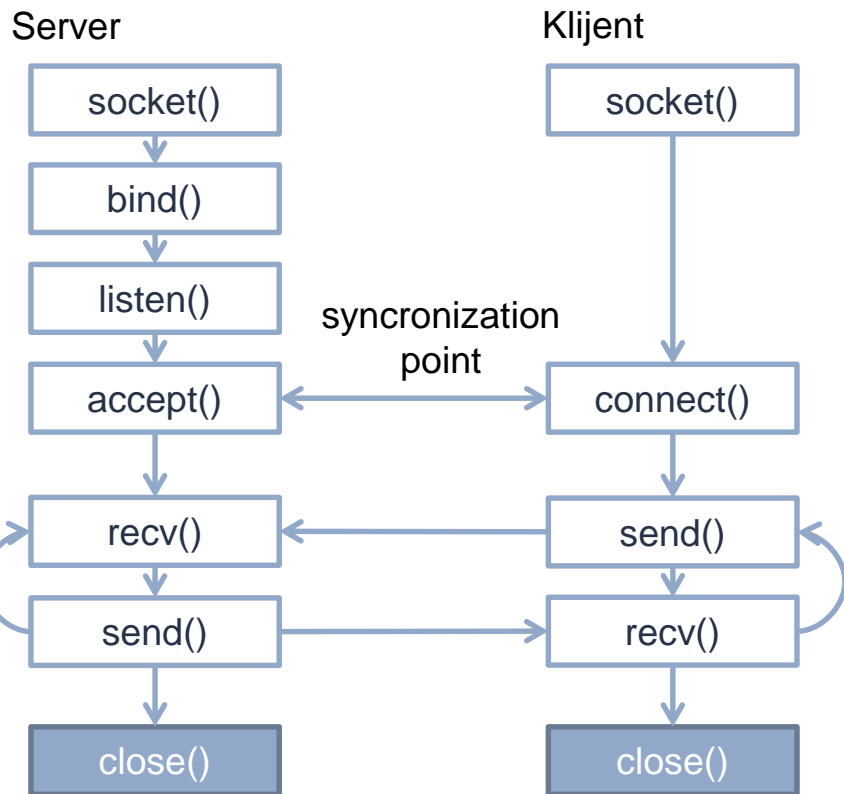 Server
Klijent
socket()
socket()
bind()
listen()
syncronization
point
accept()
connect()
recv()
send()
send()
recv()
close()
close()